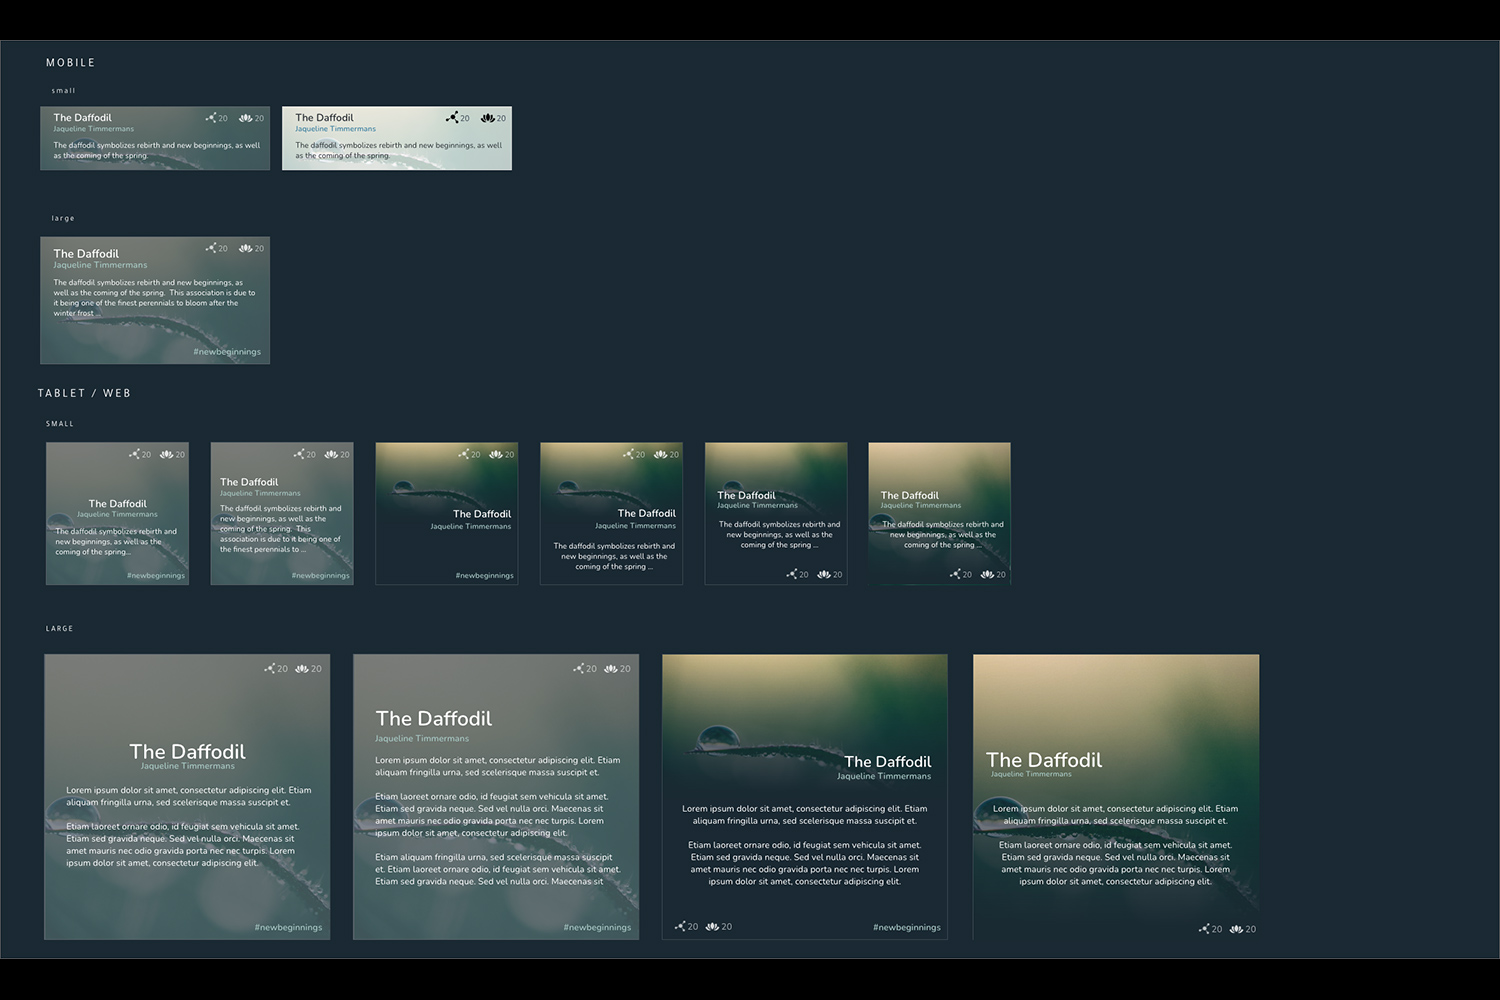 MOBILE
small
The Daffodil
20 20
Jaqueline Timmermans
The daffodil symbolizes rebirth and new beginnings, as well
as the coming of the spring.
The Daffodil
20 20
Jaqueline Timmermans
The daffodil symbolizes rebirth and new beginnings, as well
as the coming of the spring.
large
20 20
The Daffodil
Jaqueline Timmermans
The daffodil symbolizes rebirth and new beginnings, as
well as the coming of the spring. This association is due to
it being one of the finest perennials to bloom after the
winter frost ...
#newbeginnings
TABLET / WEB
SMALL
20 20
The Daffodil
Jaqueline Timmermans
The daffodil symbolizes rebirth and
new beginnings, as well as the
coming of the spring...
#newbeginnings
20 20
The Daffodil
Jaqueline Timmermans
The daffodil symbolizes rebirth and
new beginnings, as well as the
coming of the spring. This
association is due to it being one of
the finest perennials to ...
#newbeginnings
20 20
The Daffodil
Jaqueline Timmermans
#newbeginnings
20 20
The Daffodil
Jaqueline Timmermans
The daffodil symbolizes rebirth and
new beginnings, as well as the
coming of the spring ...
The Daffodil
Jaqueline Timmermans
The daffodil symbolizes rebirth and
new beginnings, as well as the
coming of the spring ...
20 20
The Daffodil
Jaqueline Timmermans
The daffodil symbolizes rebirth and
new beginnings, as well as the
coming of the spring ...
20 20
LARGE
20 20
The Daffodil
Jaqueline Timmermans
Lorem ipsum dolor sit amet, consectetur adipiscing elit. Etiam
aliquam fringilla urna, sed scelerisque massa suscipit et.
Etiam laoreet ornare odio, id feugiat sem vehicula sit amet.
Etiam sed gravida neque. Sed vel nulla orci. Maecenas sit
amet mauris nec odio gravida porta nec nec turpis. Lorem
ipsum dolor sit amet, consectetur adipiscing elit.
#newbeginnings
20 20
The Daffodil
Jaqueline Timmermans
Lorem ipsum dolor sit amet, consectetur adipiscing elit. Etiam
aliquam fringilla urna, sed scelerisque massa suscipit et.
Etiam laoreet ornare odio, id feugiat sem vehicula sit amet.
Etiam sed gravida neque. Sed vel nulla orci. Maecenas sit
amet mauris nec odio gravida porta nec nec turpis. Lorem
ipsum dolor sit amet, consectetur adipiscing elit.
Etiam aliquam fringilla urna, sed scelerisque massa suscipit
et. Etiam laoreet ornare odio, id feugiat sem vehicula sit amet.
Etiam sed gravida neque. Sed vel nulla orci. Maecenas sit
#newbeginnings
The Daffodil
Jaqueline Timmermans
Lorem ipsum dolor sit amet, consectetur adipiscing elit. Etiam
aliquam fringilla urna, sed scelerisque massa suscipit et.
Etiam laoreet ornare odio, id feugiat sem vehicula sit amet.
Etiam sed gravida neque. Sed vel nulla orci. Maecenas sit
amet mauris nec odio gravida porta nec nec turpis. Lorem
ipsum dolor sit amet, consectetur adipiscing elit.
20 20
#newbeginnings
The Daffodil
Jaqueline Timmermans
Lorem ipsum dolor sit amet, consectetur adipiscing elit. Etiam
aliquam fringilla urna, sed scelerisque massa suscipit et.
Etiam laoreet ornare odio, id feugiat sem vehicula sit amet.
Etiam sed gravida neque. Sed vel nulla orci. Maecenas sit
amet mauris nec odio gravida porta nec nec turpis. Lorem
ipsum dolor sit amet, consectetur adipiscing elit.
20 20